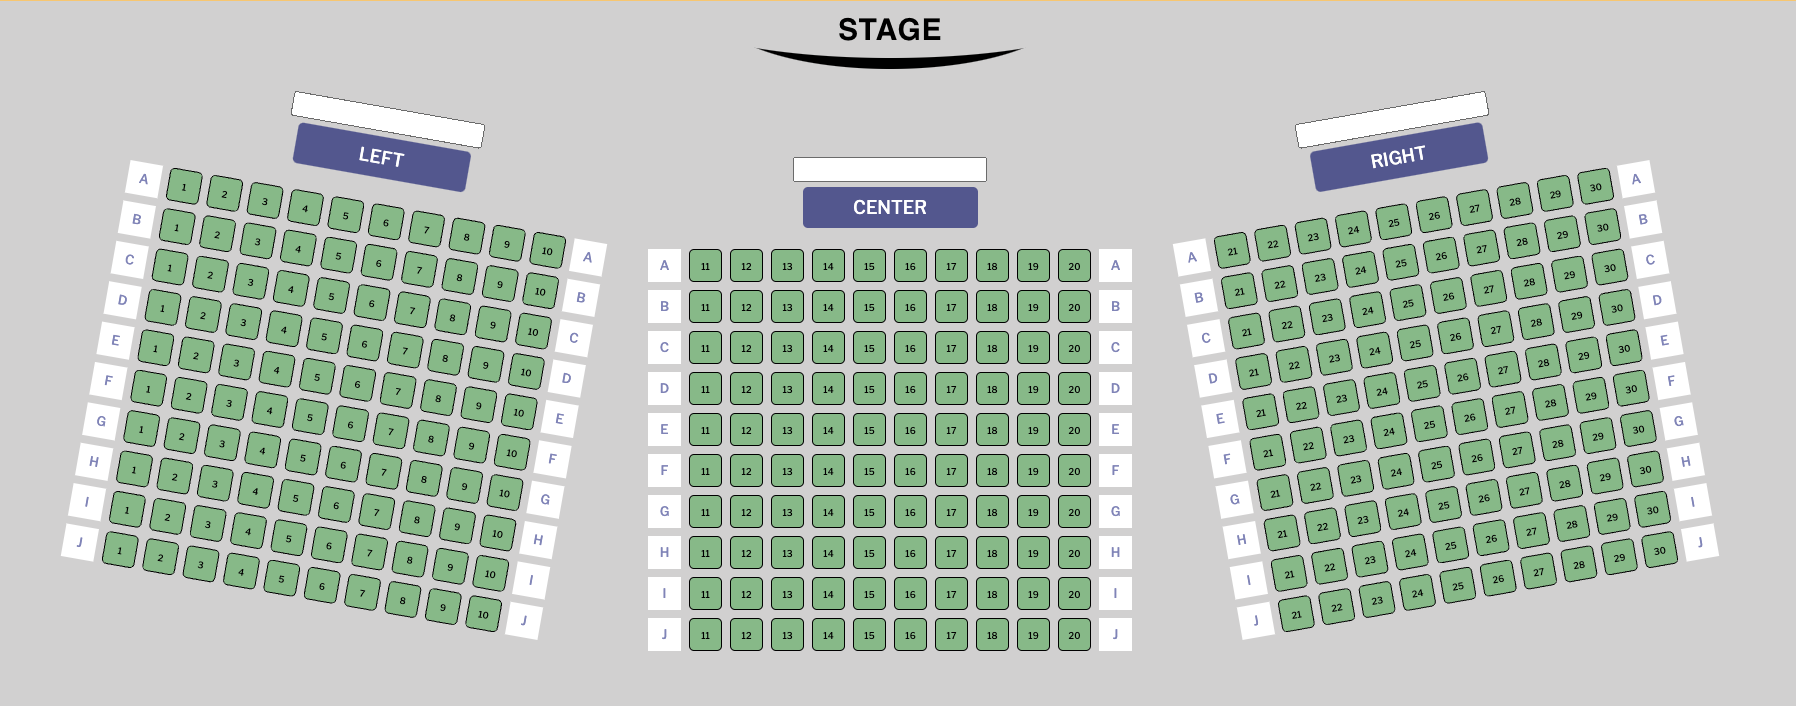 STAGE
LEFT
A 1 2 3 4 5 6 7 8 9 10 A
B 1 2 3 4 5 6 7 8 9 10 B
C 1 2 3 4 5 6 7 8 9 10 C
D 1 2 3 4 5 6 7 8 9 10 D
E 1 2 3 4 5 6 7 8 9 10 E
F 1 2 3 4 5 6 7 8 9 10 F
G 1 2 3 4 5 6 7 8 9 10 G
H 1 2 3 4 5 6 7 8 9 10 H
I 1 2 3 4 5 6 7 8 9 10 I
J 1 2 3 4 5 6 7 8 9 10 J
CENTER
A 11 12 13 14 15 16 17 18 19 20 A
B 11 12 13 14 15 16 17 18 19 20 B
C 11 12 13 14 15 16 17 18 19 20 C
D 11 12 13 14 15 16 17 18 19 20 D
E 11 12 13 14 15 16 17 18 19 20 E
F 11 12 13 14 15 16 17 18 19 20 F
G 11 12 13 14 15 16 17 18 19 20 G
H 11 12 13 14 15 16 17 18 19 20 H
I 11 12 13 14 15 16 17 18 19 20 I
J 11 12 13 14 15 16 17 18 19 20 J
RIGHT
A 21 22 23 24 25 26 27 28 29 30 A
B 21 22 23 24 25 26 27 28 29 30 B
C 21 22 23 24 25 26 27 28 29 30 C
D 21 22 23 24 25 26 27 28 29 30 D
E 21 22 23 24 25 26 27 28 29 30 E
F 21 22 23 24 25 26 27 28 29 30 F
G 21 22 23 24 25 26 27 28 29 30 G
H 21 22 23 24 25 26 27 28 29 30 H
I 21 22 23 24 25 26 27 28 29 30 I
J 21 22 23 24 25 26 27 28 29 30 J